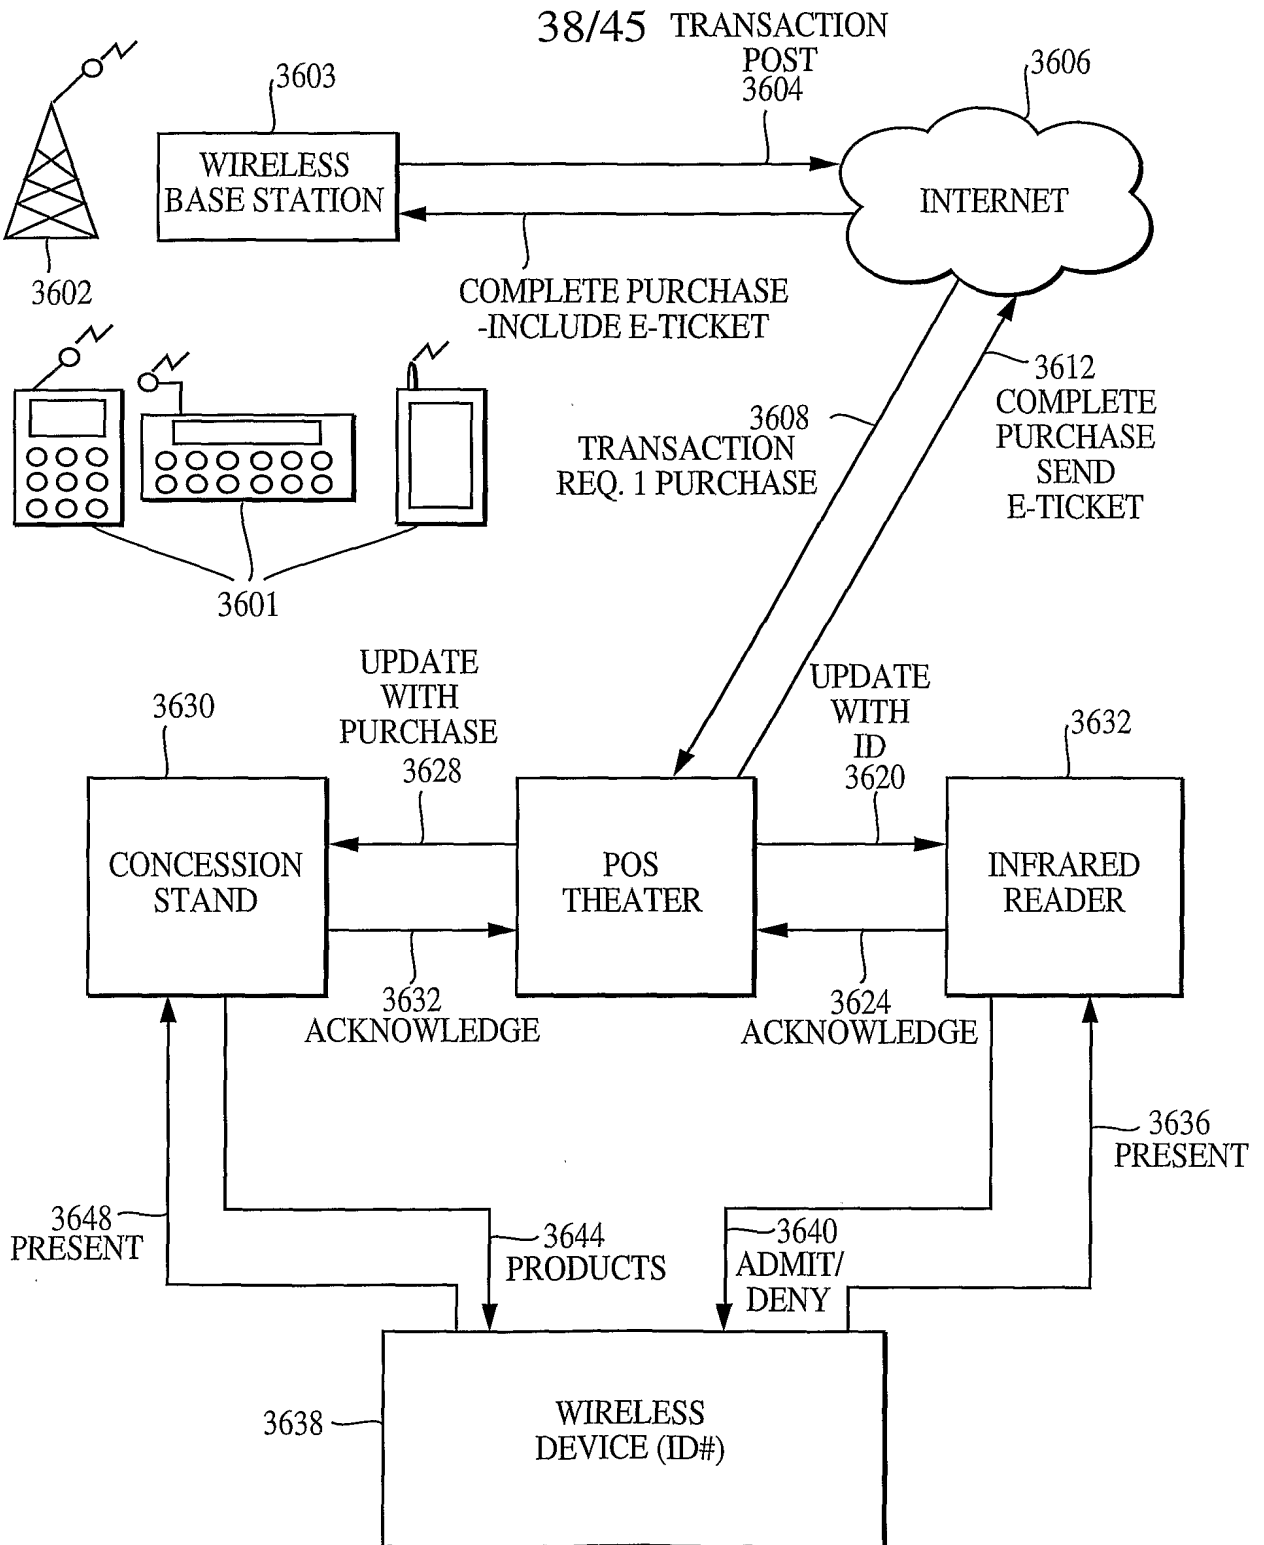 38/45
TRANSACTION
POST
3604
3603
3606
WIRELESS
BASE STATION
INTERNET
3602
COMPLETE PURCHASE
-INCLUDE E-TICKET
3612
COMPLETE
PURCHASE
SEND
E-TICKET
3608
TRANSACTION
REQ. 1 PURCHASE
3601
UPDATE
WITH
PURCHASE
3628
UPDATE
WITH
ID
3620
3630
3632
CONCESSION
STAND
POS
THEATER
INFRARED
READER
3632
ACKNOWLEDGE
3624
ACKNOWLEDGE
3636
PRESENT
3648
PRESENT
3644
PRODUCTS
3640
ADMIT/
DENY
3638
WIRELESS
DEVICE (ID#)